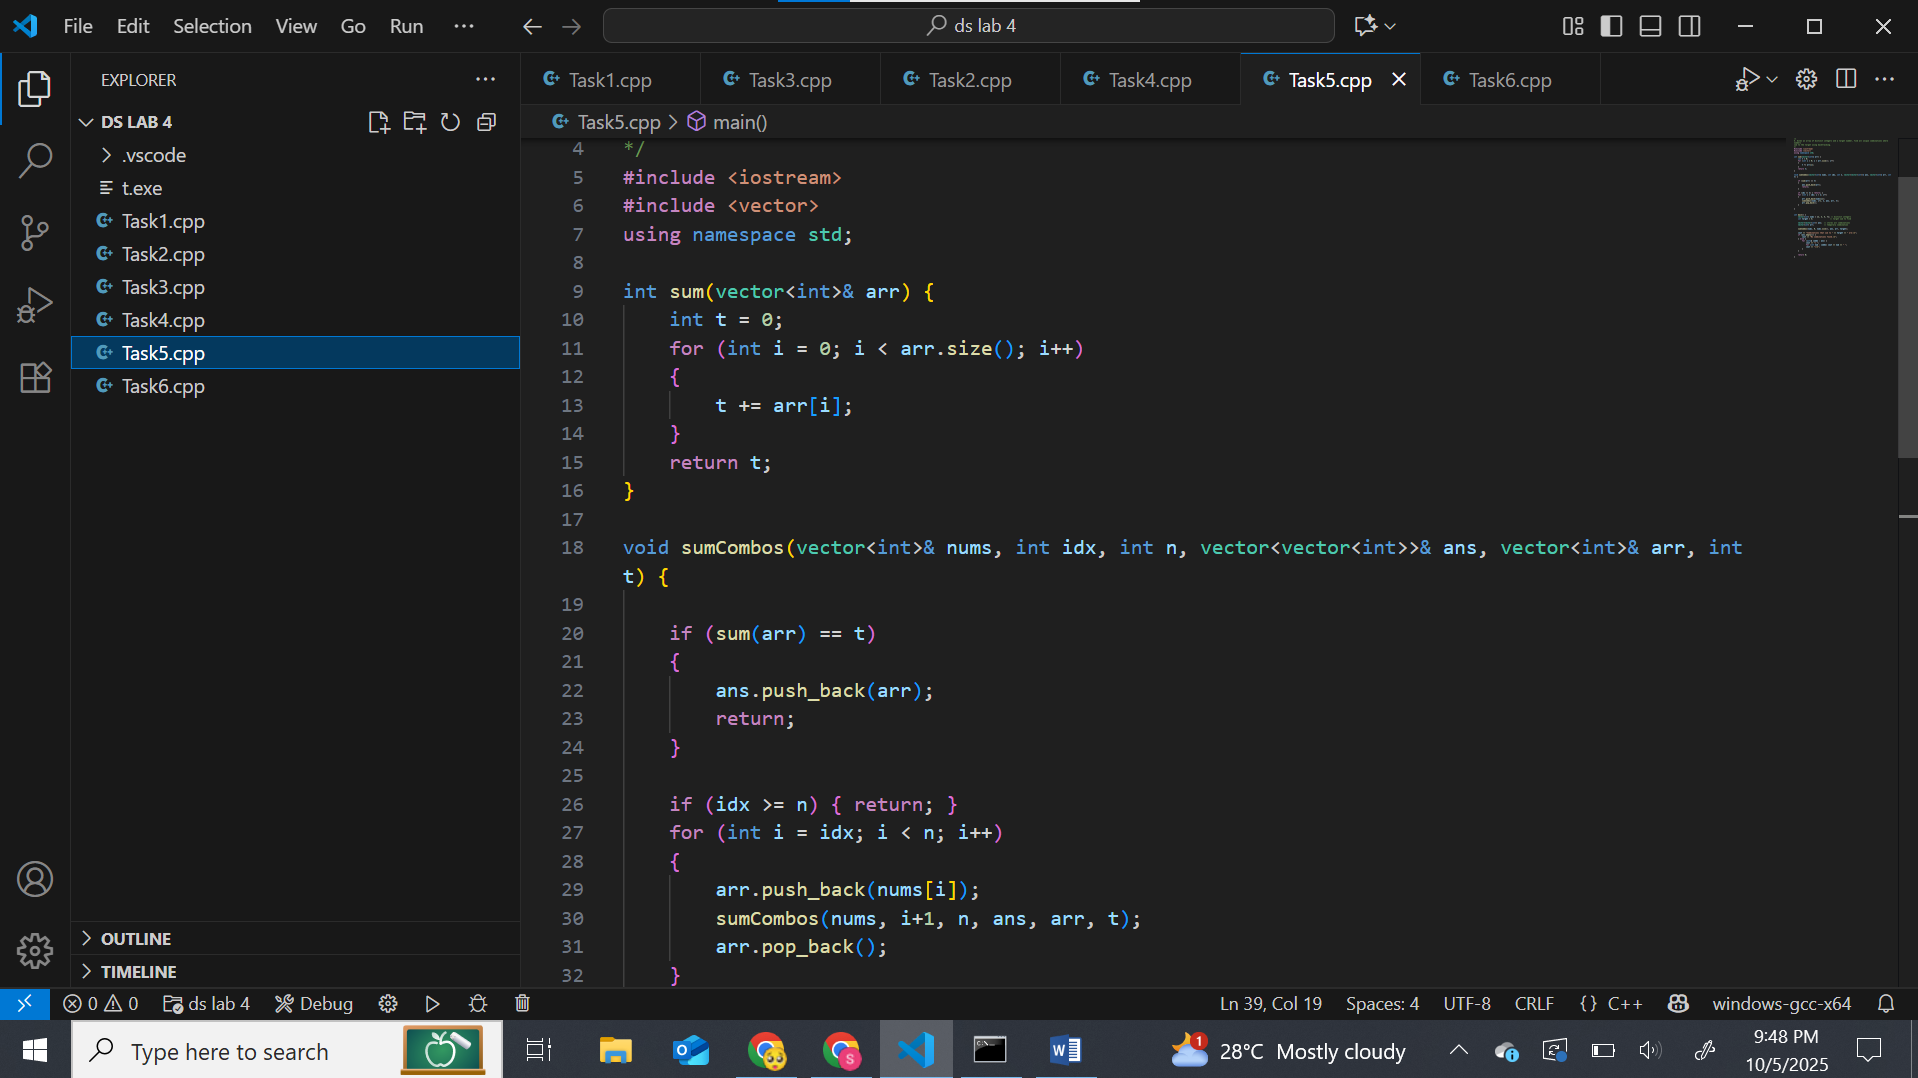 File Edit Selection View Go Run ···
ds lab 4
EXPLORER
DS LAB 4
.vscode
t.exe
Task1.cpp
Task2.cpp
Task3.cpp
Task4.cpp
Task5.cpp
Task6.cpp
OUTLINE
TIMELINE
Task1.cpp Task3.cpp Task2.cpp Task4.cpp Task5.cpp Task6.cpp
Task5.cpp > main()
4 */
5 #include <iostream>
6 #include <vector>
7 using namespace std;
8
9 int sum(vector<int>& arr) {
10 int t = 0;
11 for (int i = 0; i < arr.size(); i++)
12 {
13 t += arr[i];
14 }
15 return t;
16 }
17
18 void sumCombos(vector<int>& nums, int idx, int n, vector<vector<int>>& ans, vector<int>& arr, int
t) {
19
20 if (sum(arr) == t)
21 {
22 ans.push_back(arr);
23 return;
24 }
25
26 if (idx >= n) { return; }
27 for (int i = idx; i < n; i++)
28 {
29 arr.push_back(nums[i]);
30 sumCombos(nums, i+1, n, ans, arr, t);
31 arr.pop_back();
32 }
0 0 ds lab 4 Debug Ln 39, Col 19 Spaces: 4 UTF-8 CRLF {} C++ windows-gcc-x64
Type here to search
S
1
28°C Mostly cloudy
9:48 PM
10/5/2025